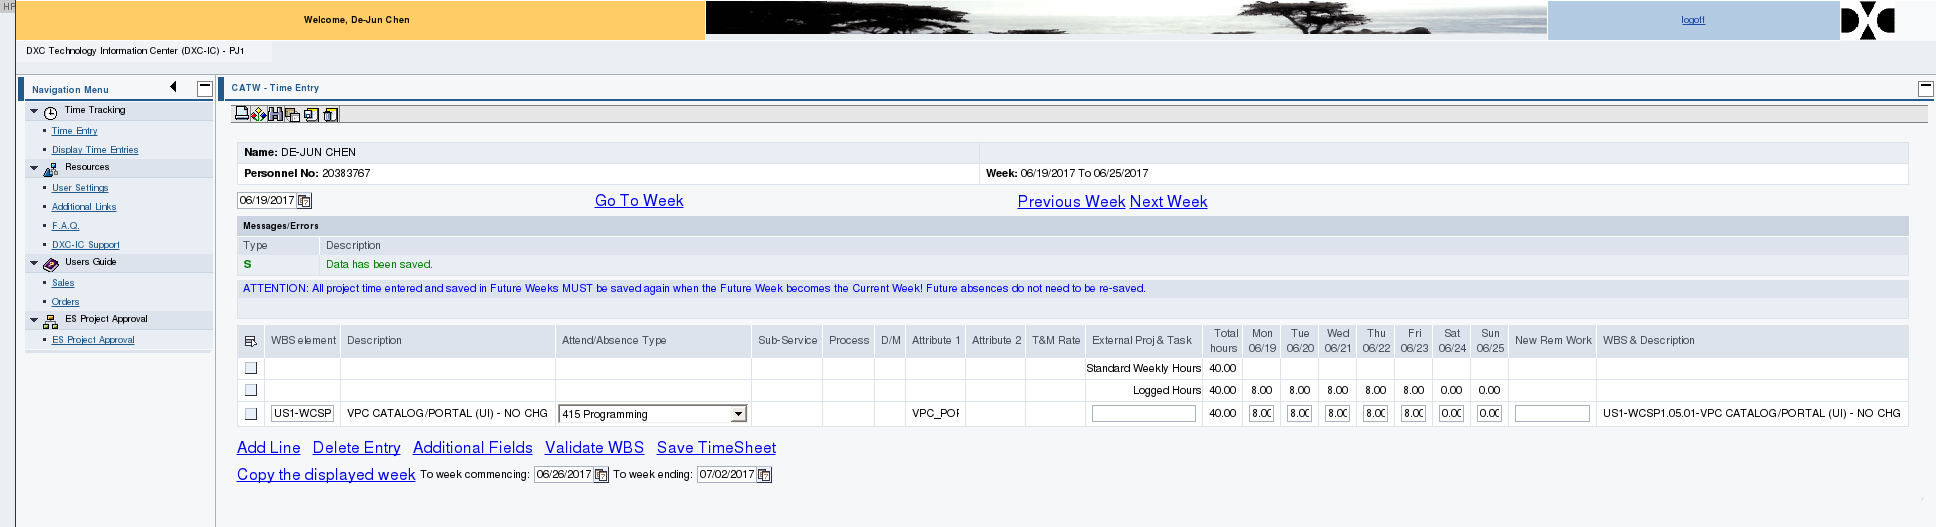 HP
Welcome, De-Jun Chen
logoff
DXC Technology Information Center (DXC-IC) - PJ1
Navigation Menu
Time Tracking
Time Entry
Display Time Entries
Resources
User Settings
Additional Links
F.A.Q.
DXC-IC Support
Users Guide
Sales
Orders
ES Project Approval
ES Project Approval
CATW - Time Entry
Name: DE-JUN CHEN
Personnel No: 20383767 Week: 06/19/2017 To 06/25/2017
06/19/2017 Go To Week Previous Week Next Week
Messages/Errors
Type Description
S Data has been saved.
ATTENTION: All project time entered and saved in Future Weeks MUST be saved again when the Future Week becomes the Current Week! Future absences do not need to be re-saved.
WBS element Description Attend/Absence Type Sub-Service Process D/M Attribute 1 Attribute 2 T&M Rate External Proj & Task Total hours Mon 06/19 Tue 06/20 Wed 06/21 Thu 06/22 Fri 06/23 Sat 06/24 Sun 06/25 New Rem Work WBS & Description
Standard Weekly Hours 40.00
Logged Hours 40.00 8.00 8.00 8.00 8.00 8.00 0.00 0.00
US1-WCSP VPC CATALOG/PORTAL (UI) - NO CHG 415 Programming VPC_POF 40.00 8.00 8.00 8.00 8.00 8.00 0.00 0.00 US1-WCSP1.05.01-VPC CATALOG/PORTAL (UI) - NO CHG
Add Line Delete Entry Additional Fields Validate WBS Save TimeSheet
Copy the displayed week To week commencing: 06/26/2017 To week ending: 07/02/2017